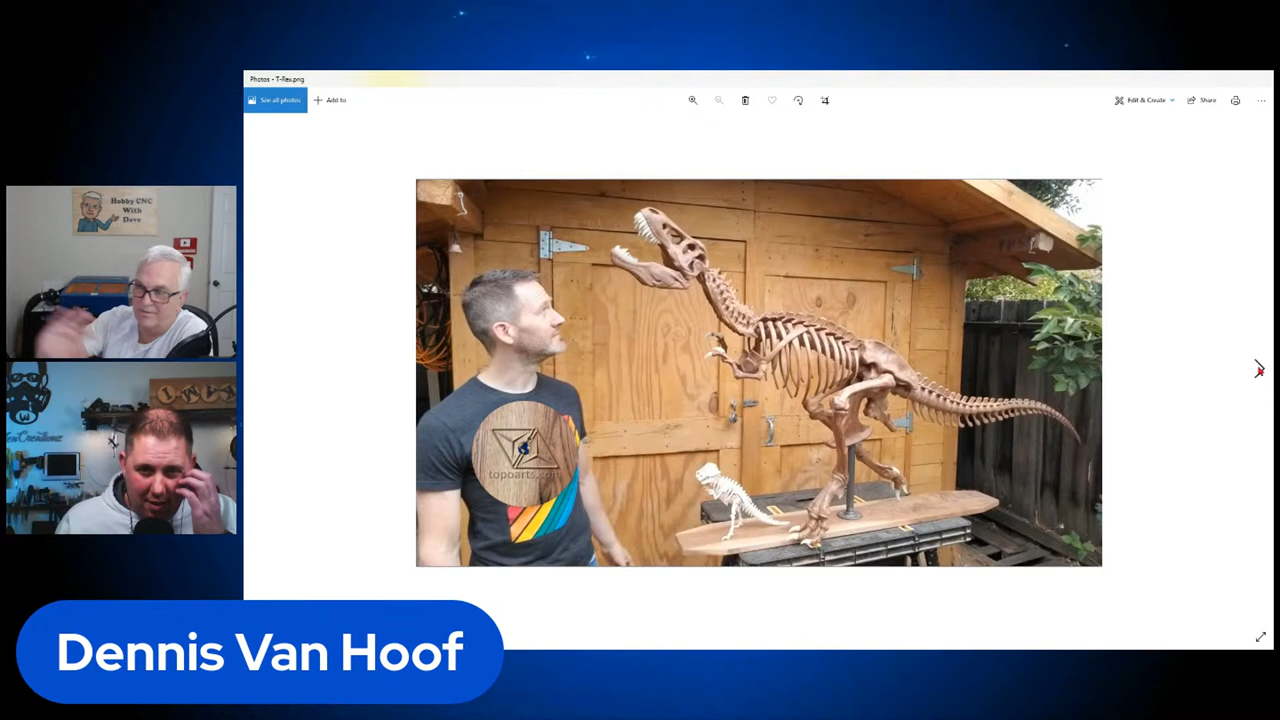 Photos - T-Rex.png
See all photos
Add to
Edit & Create
Share
Hobby CNC
With
Dave
topoarts.com
Dennis Van Hoof